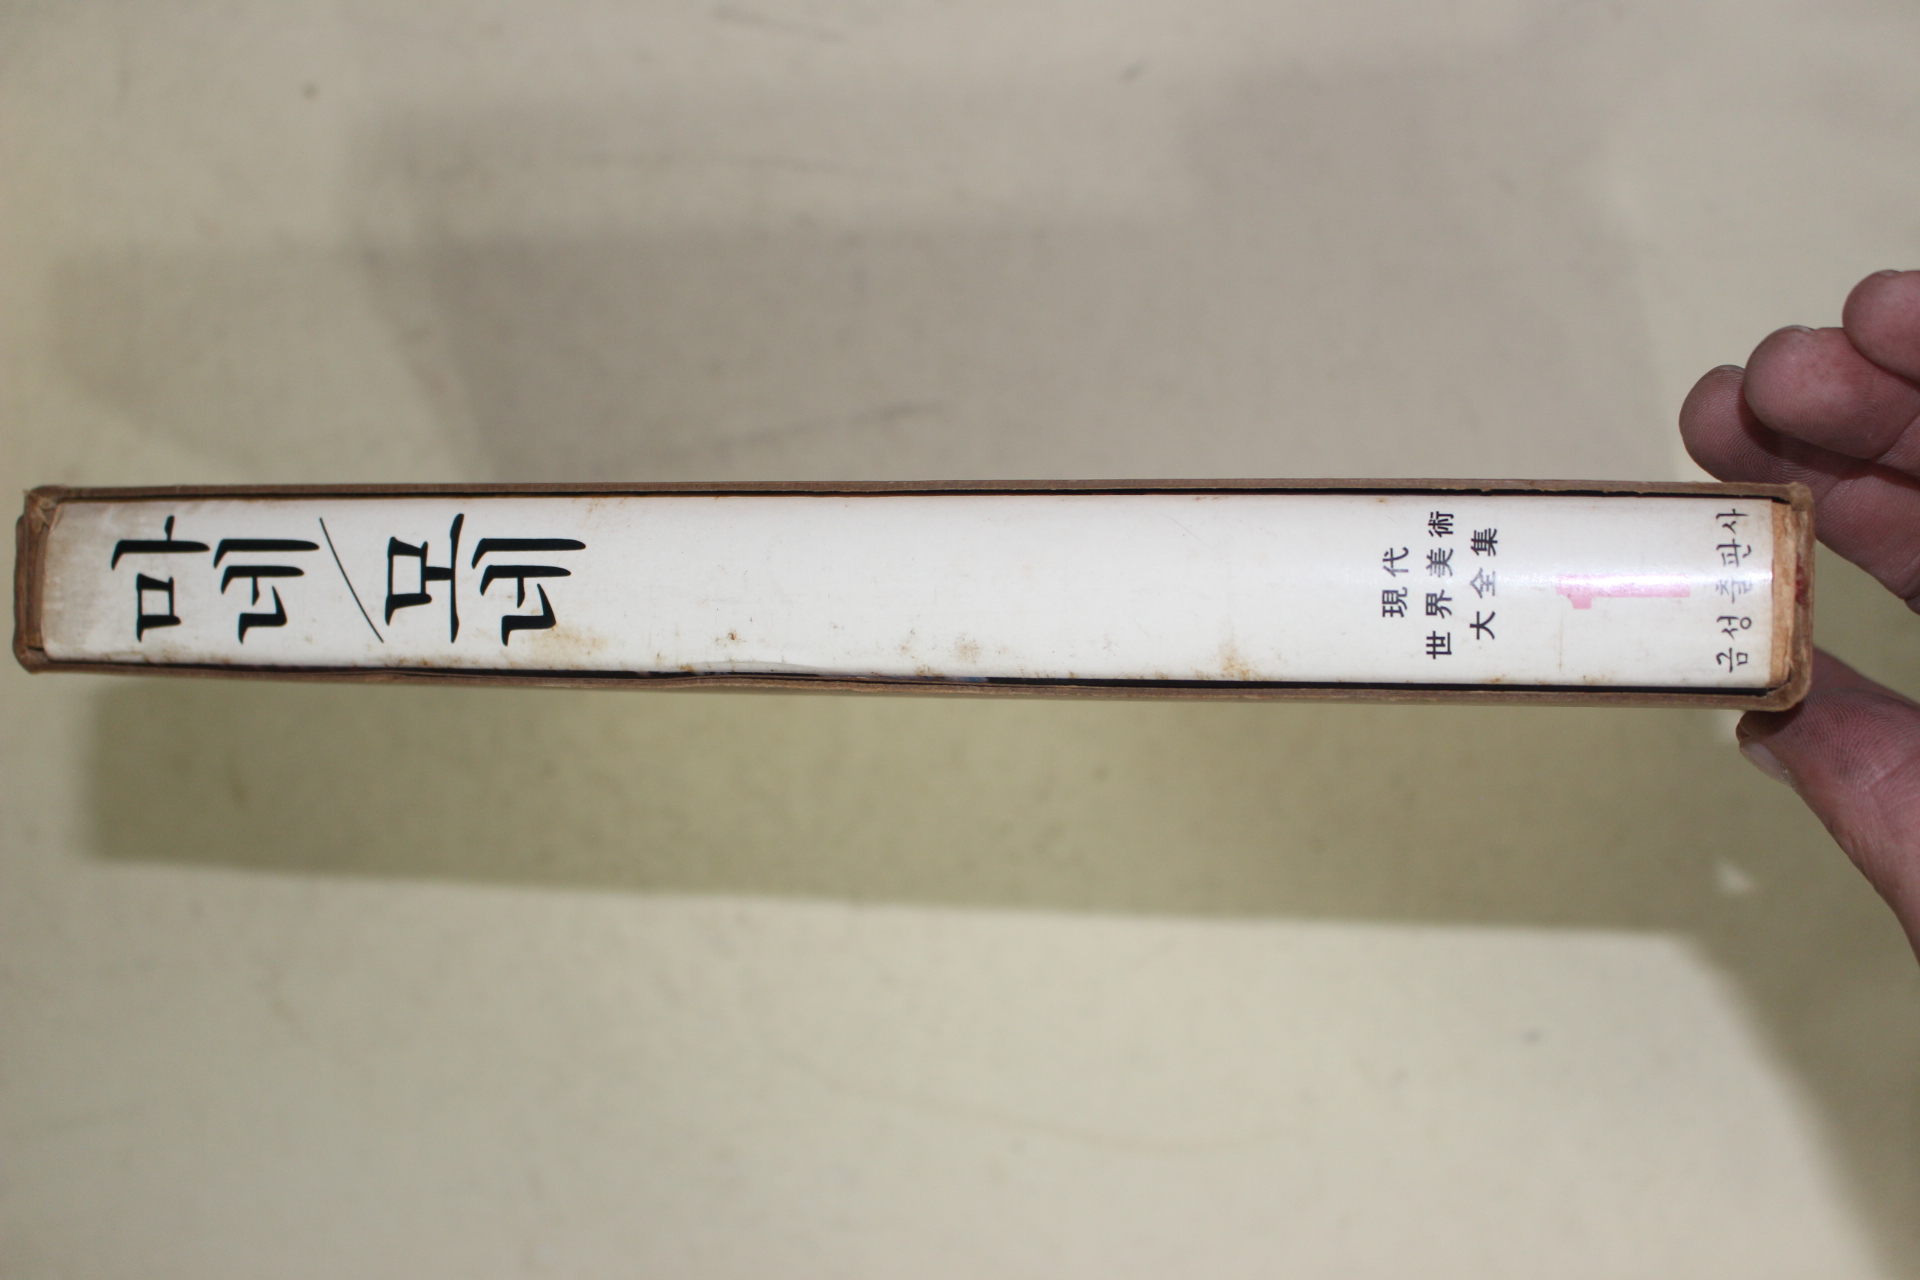 마네/모네
現代
世界美術
大全集
1
금성출판사